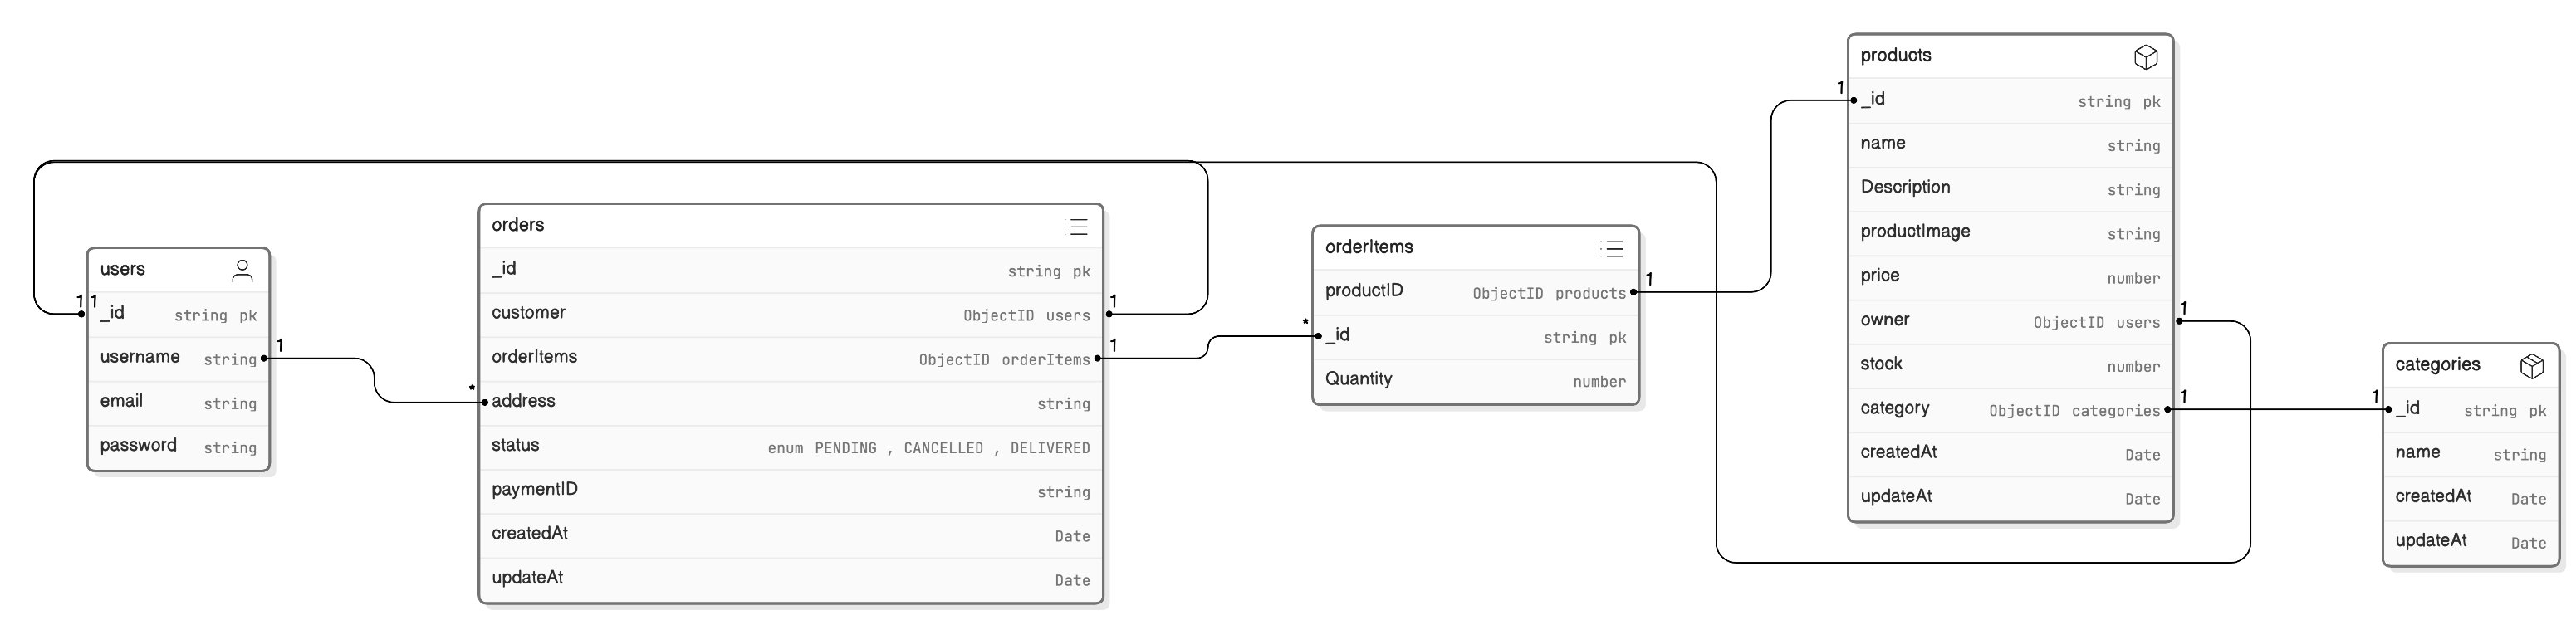 users
1 1
_id string pk
username string 1
email string
password string
orders
_id string pk
customer ObjectID users 1
orderItems ObjectID orderItems 1
* address string
status enum PENDING , CANCELLED , DELIVERED
paymentID string
createdAt Date
updateAt Date
orderItems
productID ObjectID products 1
* _id string pk
Quantity number
products
1 _id string pk
name string
Description string
productImage string
price number
owner ObjectID users 1
stock number
category ObjectID categories 1
createdAt Date
updateAt Date
categories
1 _id string pk
name string
createdAt Date
updateAt Date